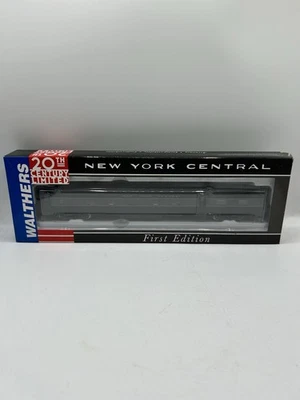 WALTHERS
20TH
CENTURY
LIMITED
NEW YORK CENTRAL
First Edition